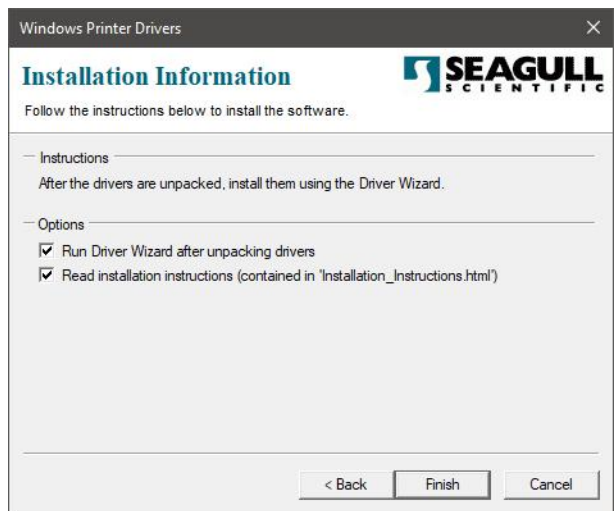 Windows Printer Drivers
Installation Information
SEAGULL
SCIENTIFIC
Follow the instructions below to install the software.
Instructions
After the drivers are unpacked, install them using the Driver Wizard.
Options
Run Driver Wizard after unpacking drivers
Read installation instructions (contained in 'Installation_Instructions.html')
< Back Finish Cancel